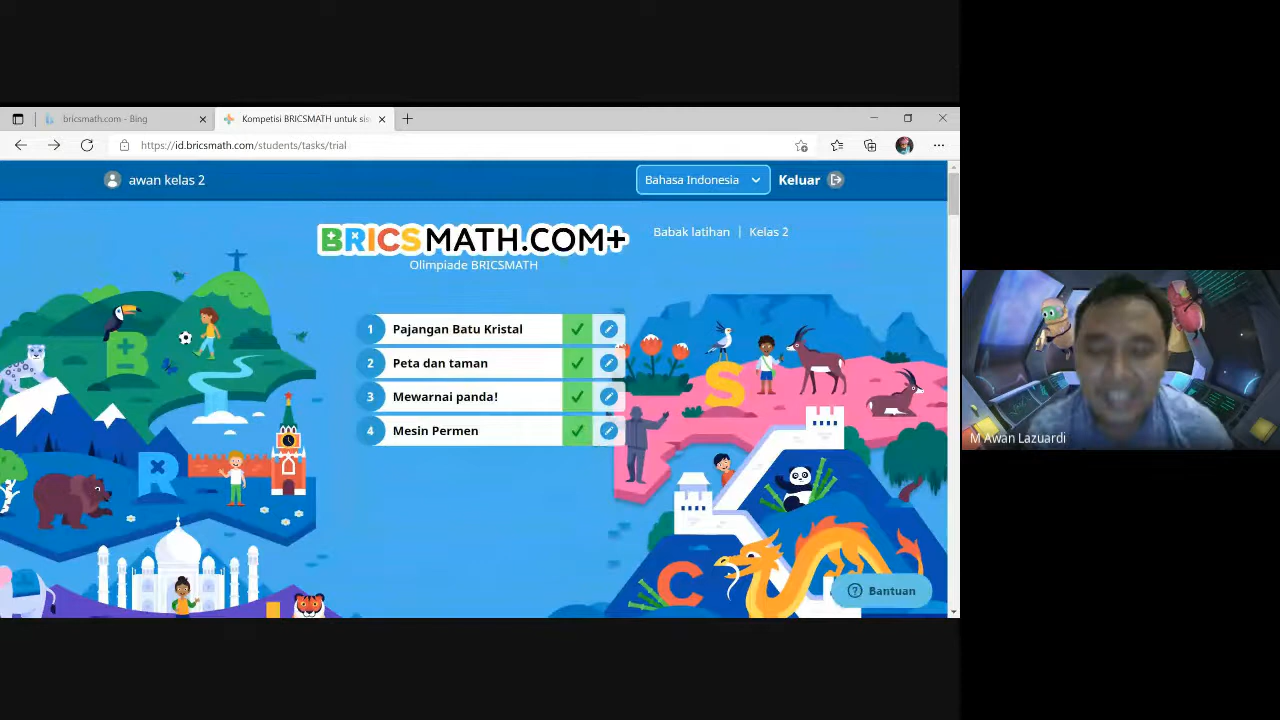 bricsmath.com - Bing
Kompetisi BRICSMATH untuk sis
https://id.bricsmath.com/students/tasks/trial
awan kelas 2
Bahasa Indonesia
Keluar
BRICSMATH.COM+
Babak latihan | Kelas 2
Olimpiade BRICSMATH
1 Pajangan Batu Kristal
2 Peta dan taman
3 Mewarnai panda!
4 Mesin Permen
B
R
S
C
Bantuan
M Awan Lazuardi